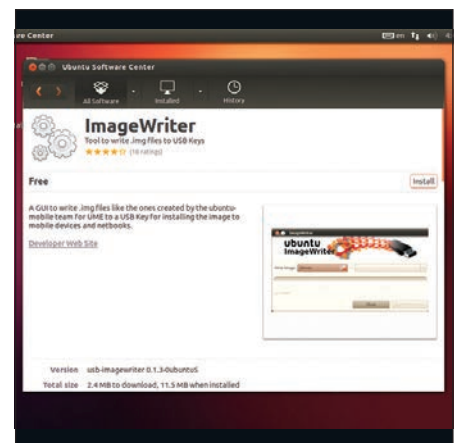 re Center
en
Ubuntu Software Center
All Software
Installed
History
ImageWriter
Tool to write .img files to USB Keys
(16 ratings)
Free
Install
A GUI to write .img files like the ones created by the ubuntu-
mobile team for UME to a USB Key for installing the image to
mobile devices and netbooks.
Developer Web Site
ubuntu
ImageWriter
Version usb-imagewriter 0.1.3-0ubuntu5
Total size 2.4 MB to download, 11.5 MB when installed